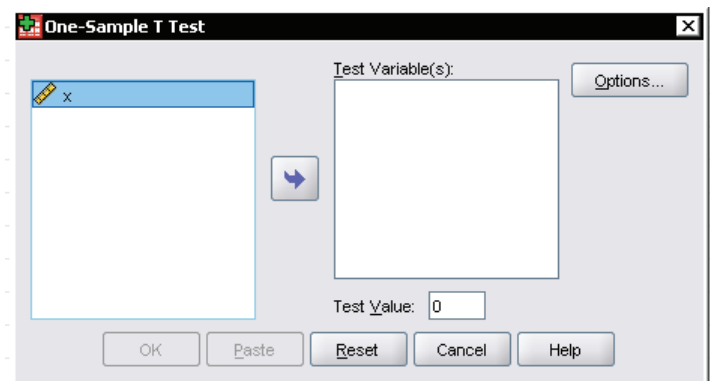 One-Sample T Test
x
Test Variable(s):
Options...
Test Value: 0
OK Paste Reset Cancel Help